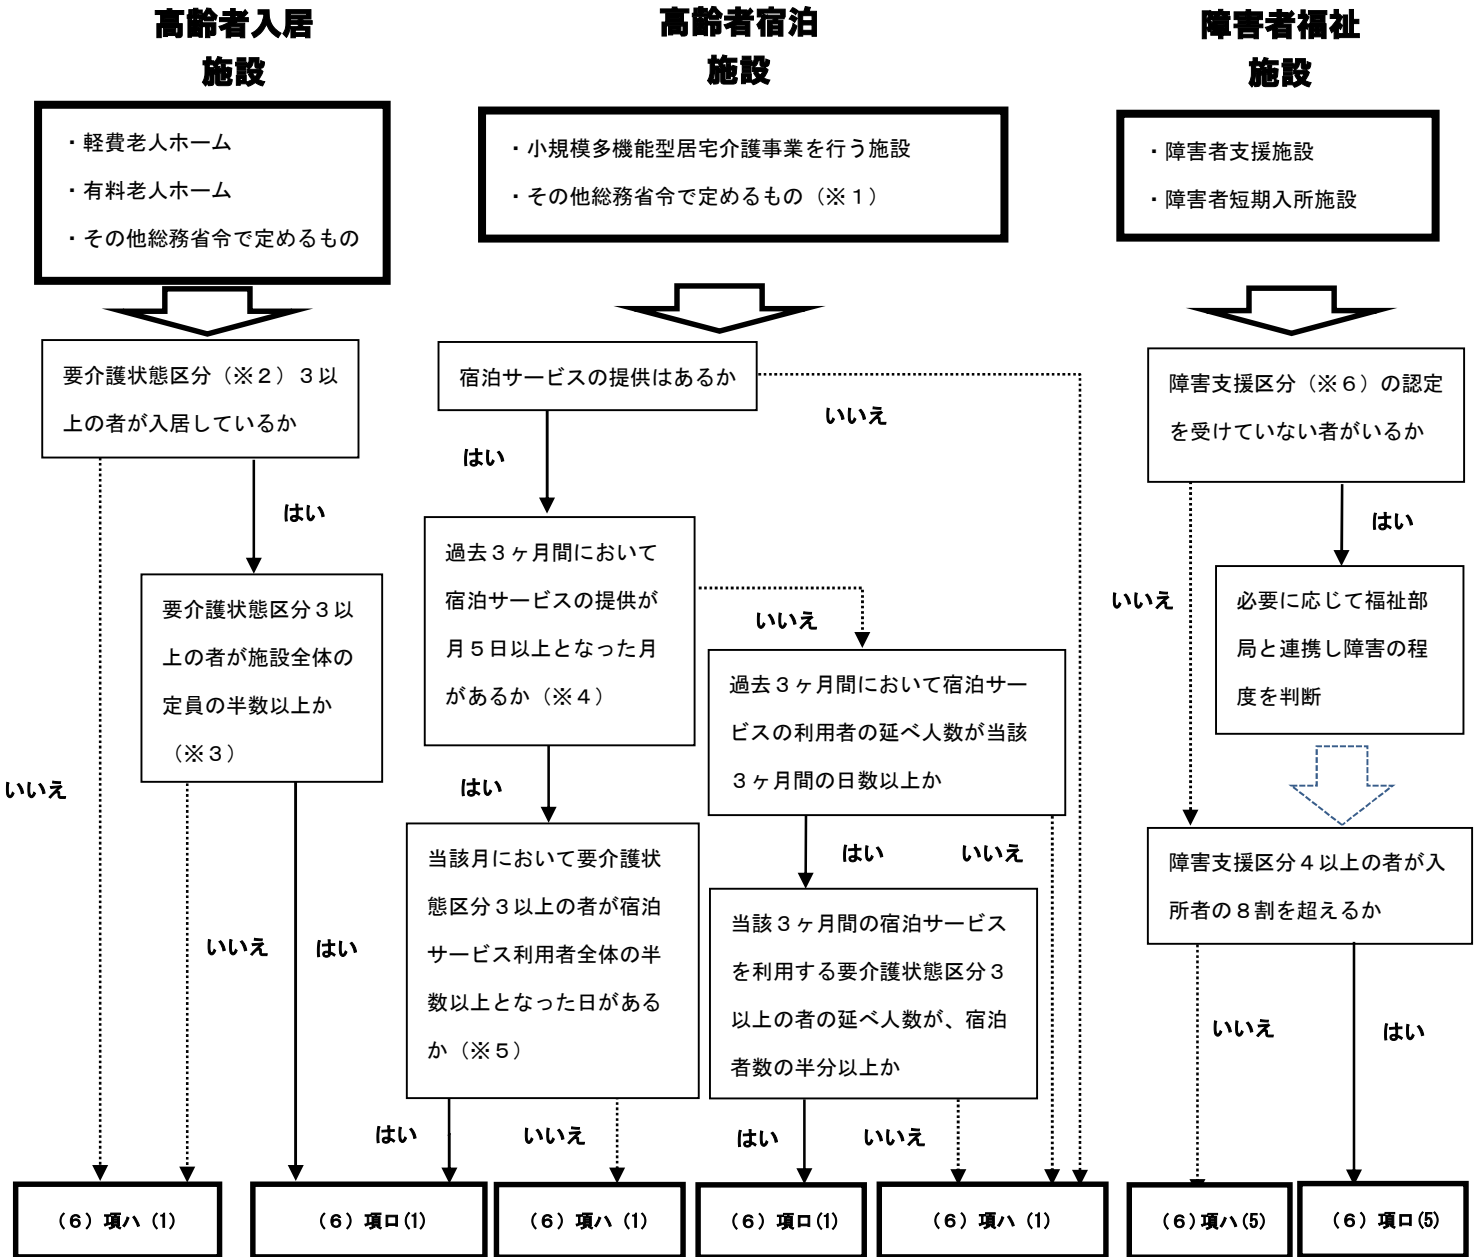 高齢者入居
施設
・軽費老人ホーム
・有料老人ホーム
・その他総務省令で定めるもの
要介護状態区分（※２）３以
上の者が入居しているか
いいえ
はい
要介護状態区分３以
上の者が施設全体の
定員の半数以上か
（※３）
いいえ
はい
高齢者宿泊
施設
・小規模多機能型居宅介護事業を行う施設
・その他総務省令で定めるもの（※１）
宿泊サービスの提供はあるか
いいえ
はい
過去３ヶ月間において
宿泊サービスの提供が
月５日以上となった月
があるか（※４）
いいえ
はい
過去３ヶ月間において宿泊サー
ビスの利用者の延べ人数が当該
３ヶ月間の日数以上か
はい
いいえ
当該月において要介護状
態区分３以上の者が宿泊
サービス利用者全体の半
数以上となった日がある
か（※５）
はい
いいえ
当該３ヶ月間の宿泊サービス
を利用する要介護状態区分３
以上の者の延べ人数が、宿泊
者数の半分以上か
はい
いいえ
障害者福祉
施設
・障害者支援施設
・障害者短期入所施設
障害支援区分（※６）の認定
を受けていない者がいるか
いいえ
はい
必要に応じて福祉部
局と連携し障害の程
度を判断
障害支援区分４以上の者が入
所者の８割を超えるか
いいえ
はい
（６）項ハ（1）
（６）項ロ(1)
（６）項ハ（1）
（６）項ロ(1)
（６）項ハ（1）
（６）項ハ(5)
（６）項ロ(5)